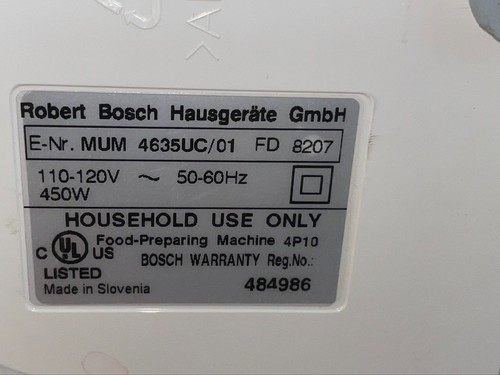 Robert Bosch Hausgeräte GmbH
E-Nr. MUM 4635UC/01 FD 8207
110-120V ~ 50-60Hz
450W
HOUSEHOLD USE ONLY
C UL US Food-Preparing Machine 4P10
BOSCH WARRANTY Reg.No.:
LISTED
Made in Slovenia 484986